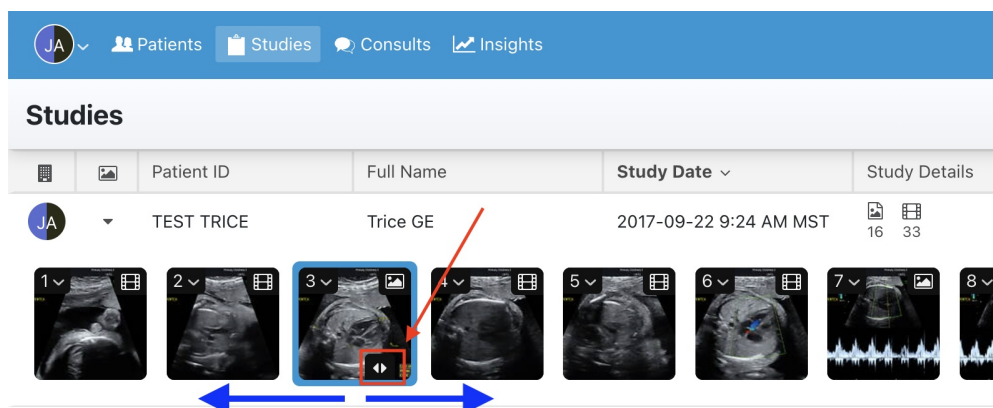 JA Patients Studies Consults Insights
Studies
Patient ID Full Name Study Date Study Details
JA TEST TRICE Trice GE 2017-09-22 9:24 AM MST 16 33
1 2 3 4 5 6 7 8